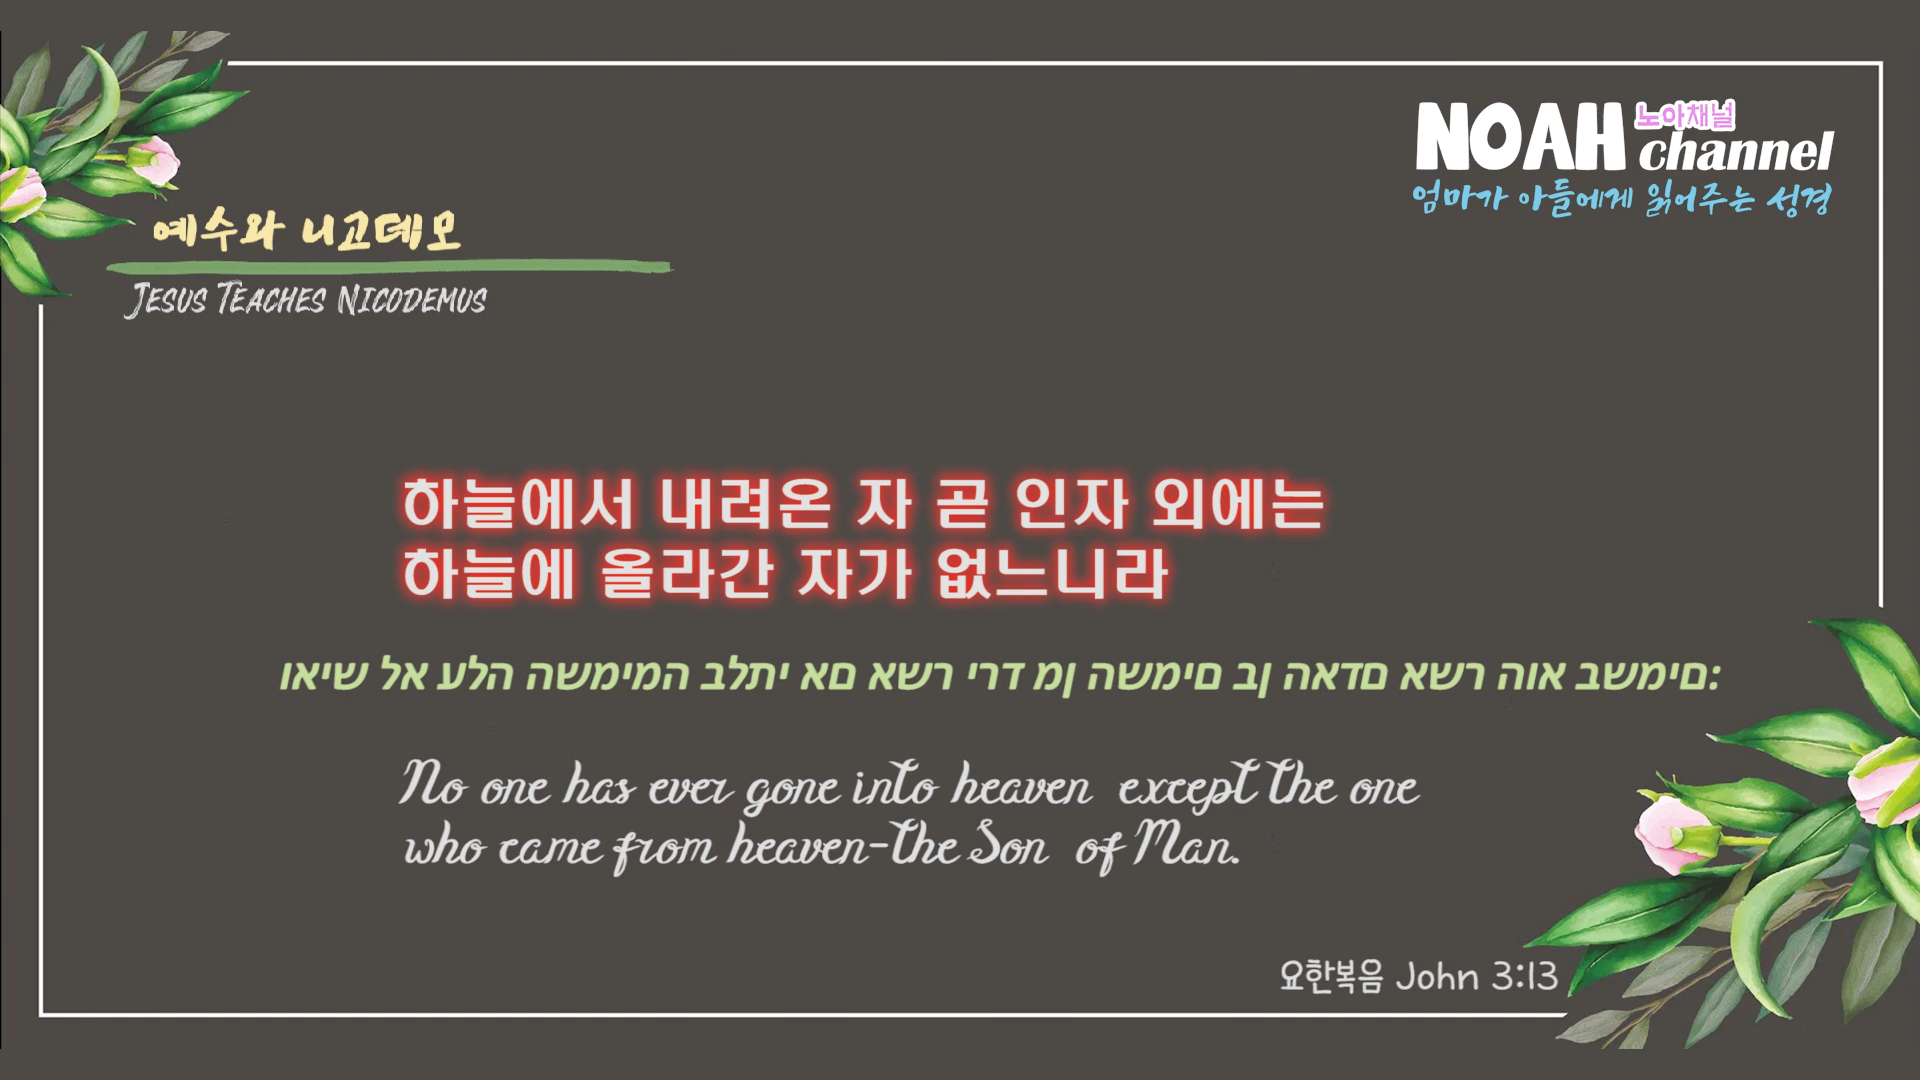 NOAH 노아채널
channel
엄마가 아들에게 읽어주는 성경
예수와 니고데모
Jesus Teaches Nicodemus
하늘에서 내려온 자 곧 인자 외에는
하늘에 올라간 자가 없느니라
ואיש לא עלה השמימה בלתי אם אשר ירד מן השמים בן האדם אשר הוא בשמים:
No one has ever gone into heaven except the one
who came from heaven-the Son of Man.
요한복음 John 3:13